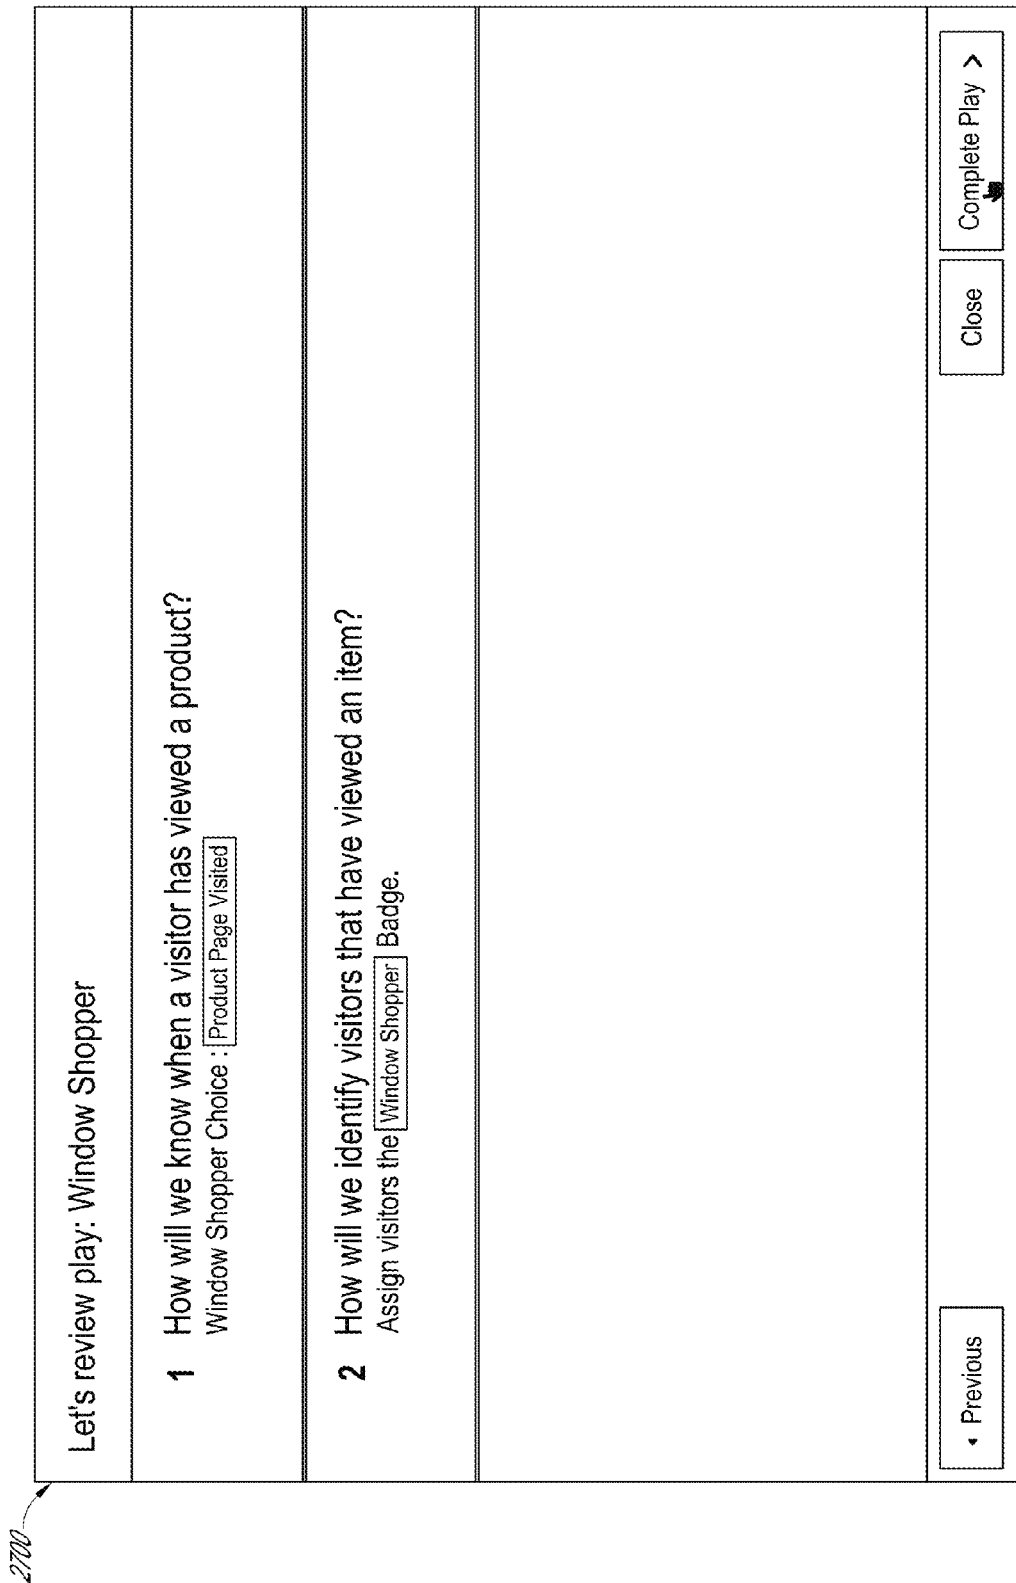 2700
Let's review play: Window Shopper
1 How will we know when a visitor has viewed a product?
Window Shopper Choice : Product Page Visited
2 How will we identify visitors that have viewed an item?
Assign visitors the Window Shopper Badge.
Previous Close Complete Play >